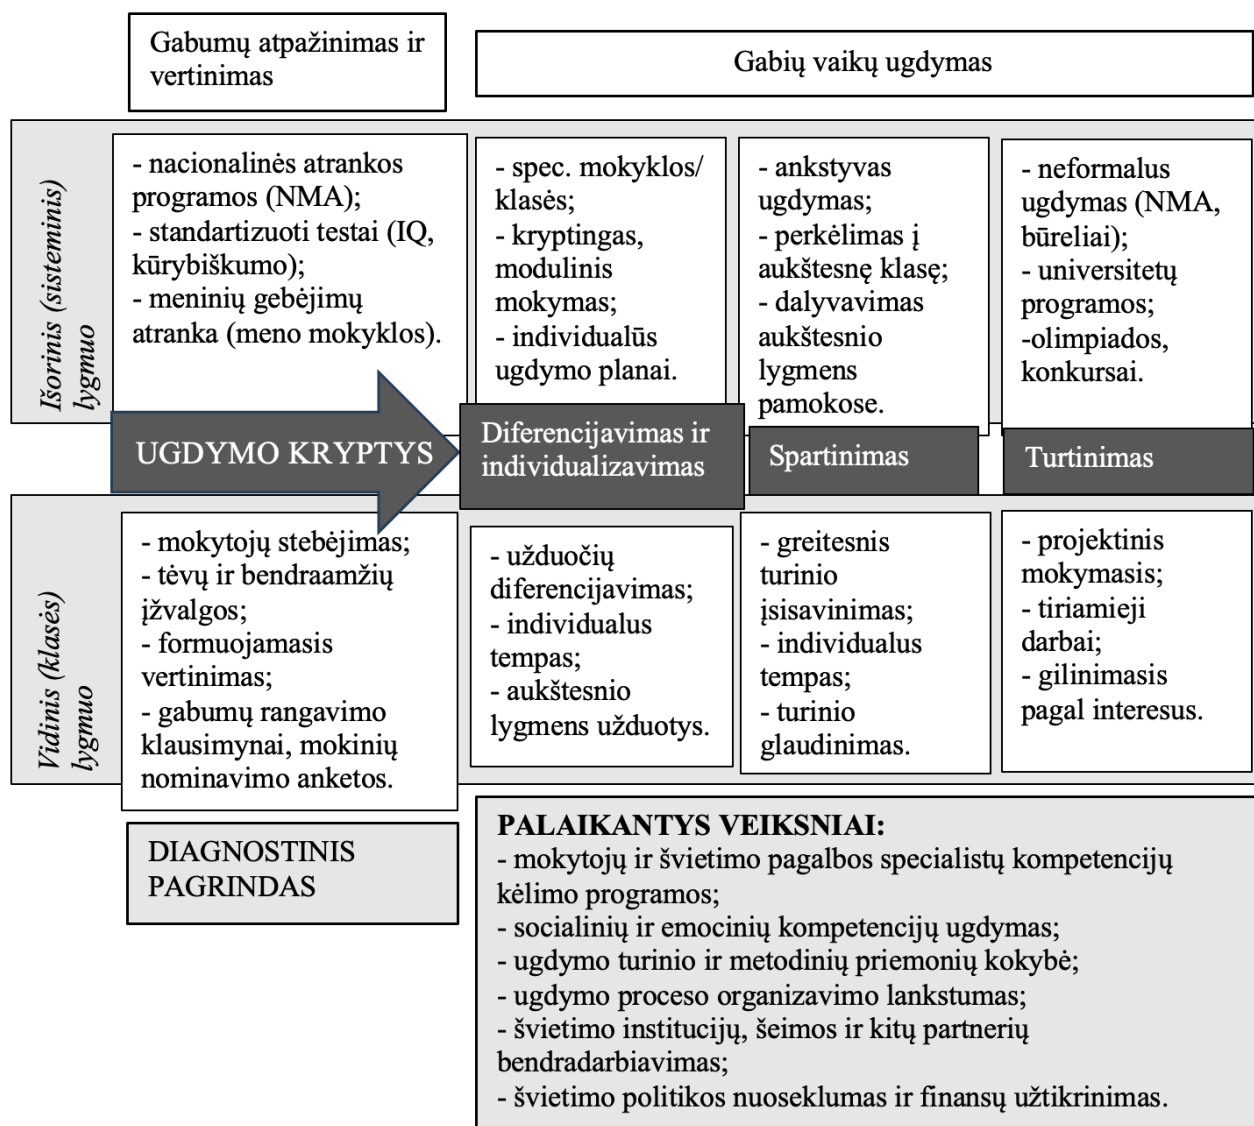 Gabumų atpažinimas ir
vertinimas
Gabių vaikų ugdymas
Išorinis (sisteminis)
lygmuo
- nacionalinės atrankos
programos (NMA);
- standartizuoti testai (IQ,
kūrybiškumo);
- meninių gebėjimų
atranka (meno mokyklos).
- spec. mokyklos/
klasės;
- kryptingas,
modulinis
mokymas;
- individualūs
ugdymo planai.
- ankstyvas
ugdymas;
- perkėlimas į
aukštesnę klasę;
- dalyvavimas
aukštesnio
lygmens
pamokose.
- neformalus
ugdymas (NMA,
būreliai);
- universitetų
programos;
-olimpiados,
konkursai.
UGDYMO KRYPTYS
Diferencijavimas ir
individualizavimas
Spartinimas
Turtinimas
Vidinis (klasės)
lygmuo
- mokytojų stebėjimas;
- tėvų ir bendraamžių
įžvalgos;
- formuojamasis
vertinimas;
- gabumų rangavimo
klausimynai, mokinių
nominavimo anketos.
- užduočių
diferencijavimas;
- individualus
tempas;
- aukštesnio
lygmens užduotys.
- greitesnis
turinio
įsisavinimas;
- individualus
tempas;
- turinio
glaudinimas.
- projektinis
mokymasis;
- tiriamieji
darbai;
- gilinimasis
pagal interesus.
DIAGNOSTINIS
PAGRINDAS
PALAIKANTYS VEIKSNIAI:
- mokytojų ir švietimo pagalbos specialistų kompetencijų
kėlimo programos;
- socialinių ir emocinių kompetencijų ugdymas;
- ugdymo turinio ir metodinių priemonių kokybė;
- ugdymo proceso organizavimo lankstumas;
- švietimo institucijų, šeimos ir kitų partnerių
bendradarbiavimas;
- švietimo politikos nuoseklumas ir finansų užtikrinimas.